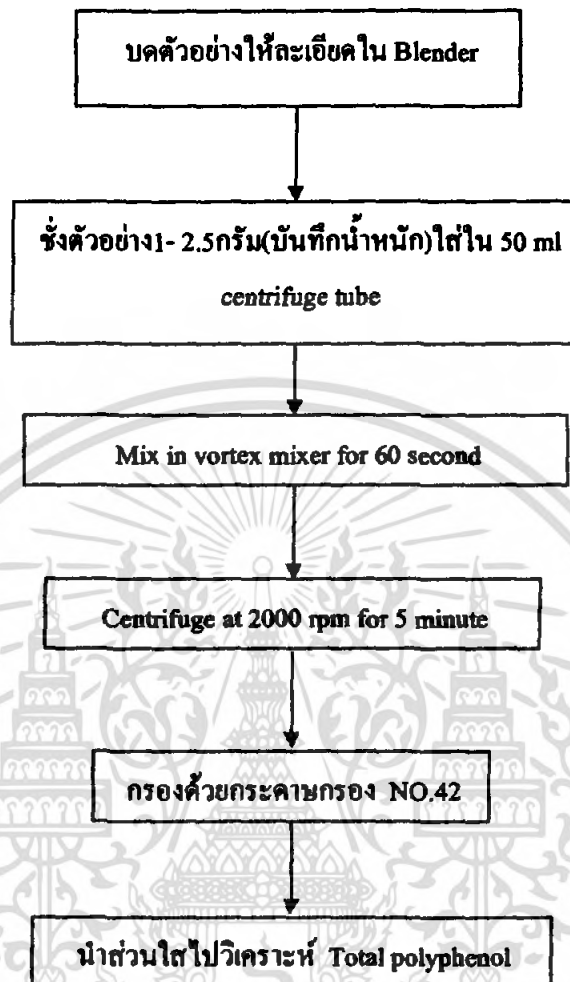 บดตัวอย่างให้ละเอียดใน Blender
ชั่งตัวอย่าง1- 2.5กรัม(บันทึกน้ำหนัก)ใส่ใน 50 ml
centrifuge tube
Mix in vortex mixer for 60 second
Centrifuge at 2000 rpm for 5 minute
กรองด้วยกระดาษกรอง NO.42
นำส่วนใสไปวิเคราะห์ Total polyphenol